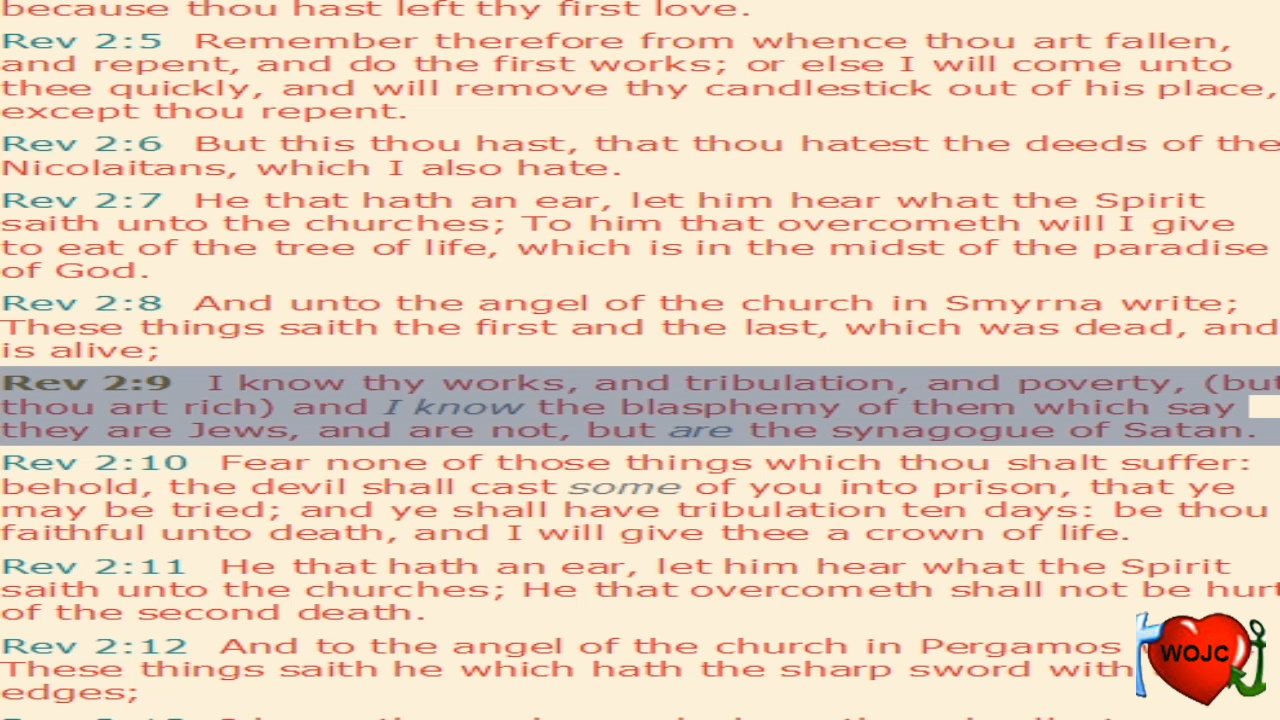 because thou hast left thy first love.
Rev 2:5 Remember therefore from whence thou art fallen,
and repent, and do the first works; or else I will come unto
thee quickly, and will remove thy candlestick out of his place,
except thou repent.
Rev 2:6 But this thou hast, that thou hatest the deeds of the
Nicolaitans, which I also hate.
Rev 2:7 He that hath an ear, let him hear what the Spirit
saith unto the churches; To him that overcometh will I give
to eat of the tree of life, which is in the midst of the paradise
of God.
Rev 2:8 And unto the angel of the church in Smyrna write;
These things saith the first and the last, which was dead, and
is alive;
Rev 2:9 I know thy works, and tribulation, and poverty, (but
thou art rich) and I know the blasphemy of them which say
they are Jews, and are not, but are the synagogue of Satan.
Rev 2:10 Fear none of those things which thou shalt suffer:
behold, the devil shall cast some of you into prison, that ye
may be tried; and ye shall have tribulation ten days: be thou
faithful unto death, and I will give thee a crown of life.
Rev 2:11 He that hath an ear, let him hear what the Spirit
saith unto the churches; He that overcometh shall not be hurt
of the second death.
Rev 2:12 And to the angel of the church in Pergamos
These things saith he which hath the sharp sword with
edges;
WOJC